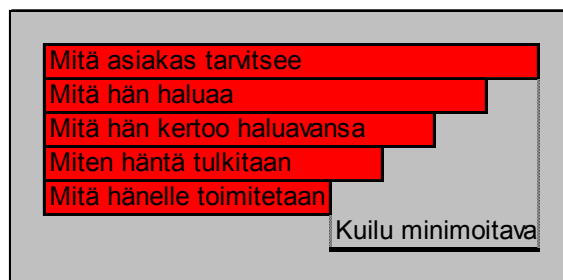 Mitä asiakas tarvitsee
Mitä hän haluaa
Mitä hän kertoo haluavansa
Miten häntä tulkitaan
Mitä hänelle toimitetaan
Kuilu minimoitava